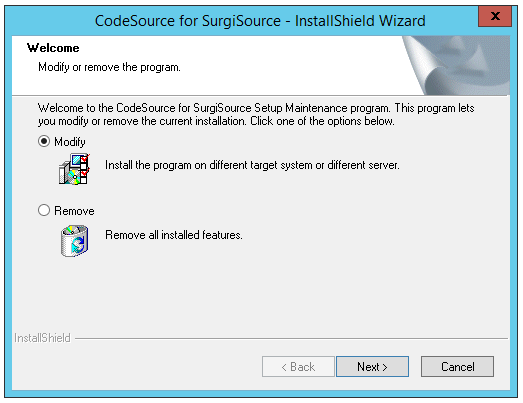 CodeSource for SurgiSource - InstallShield Wizard
x
Welcome
Modify or remove the program.
Welcome to the CodeSource for SurgiSource Setup Maintenance program. This program lets
you modify or remove the current installation. Click one of the options below.
Modify
Install the program on different target system or different server.
Remove
Remove all installed features.
InstallShield
< Back
Next >
Cancel